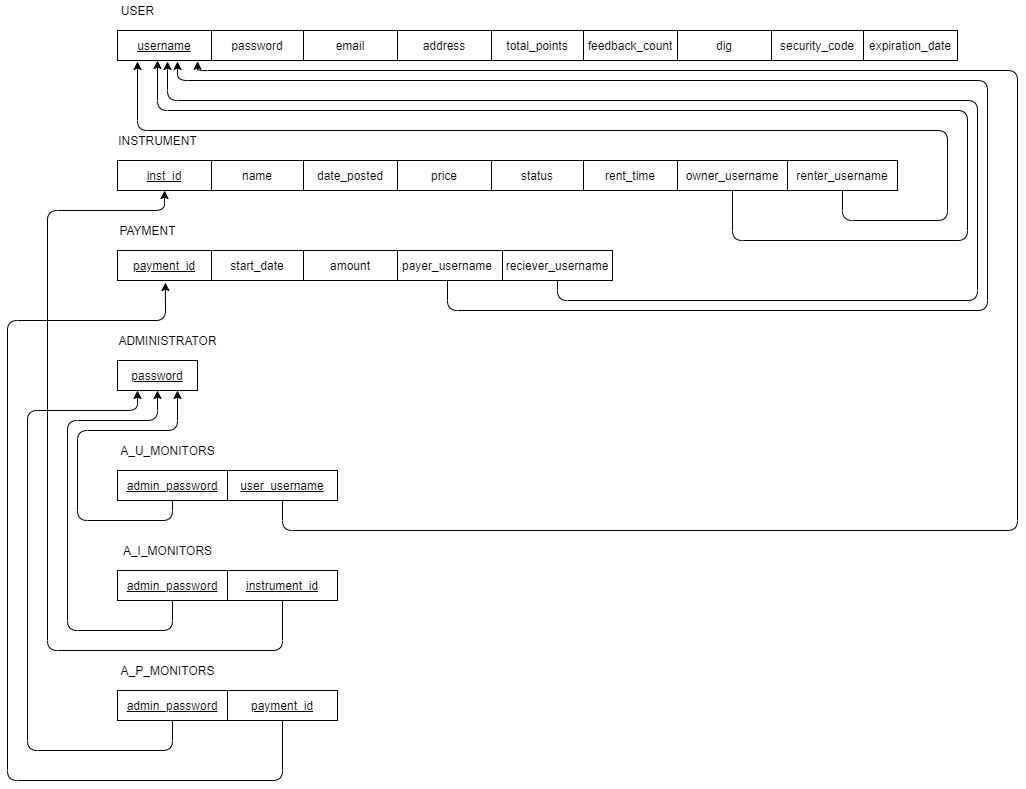 USER
username password email address total_points feedback_count dig security_code expiration_date
INSTRUMENT
inst_id name date_posted price status rent_time owner_username renter_username
PAYMENT
payment_id start_date amount payer_username reciever_username
ADMINISTRATOR
password
A_U_MONITORS
admin_password user_username
A_I_MONITORS
admin_password instrument_id
A_P_MONITORS
admin_password payment_id